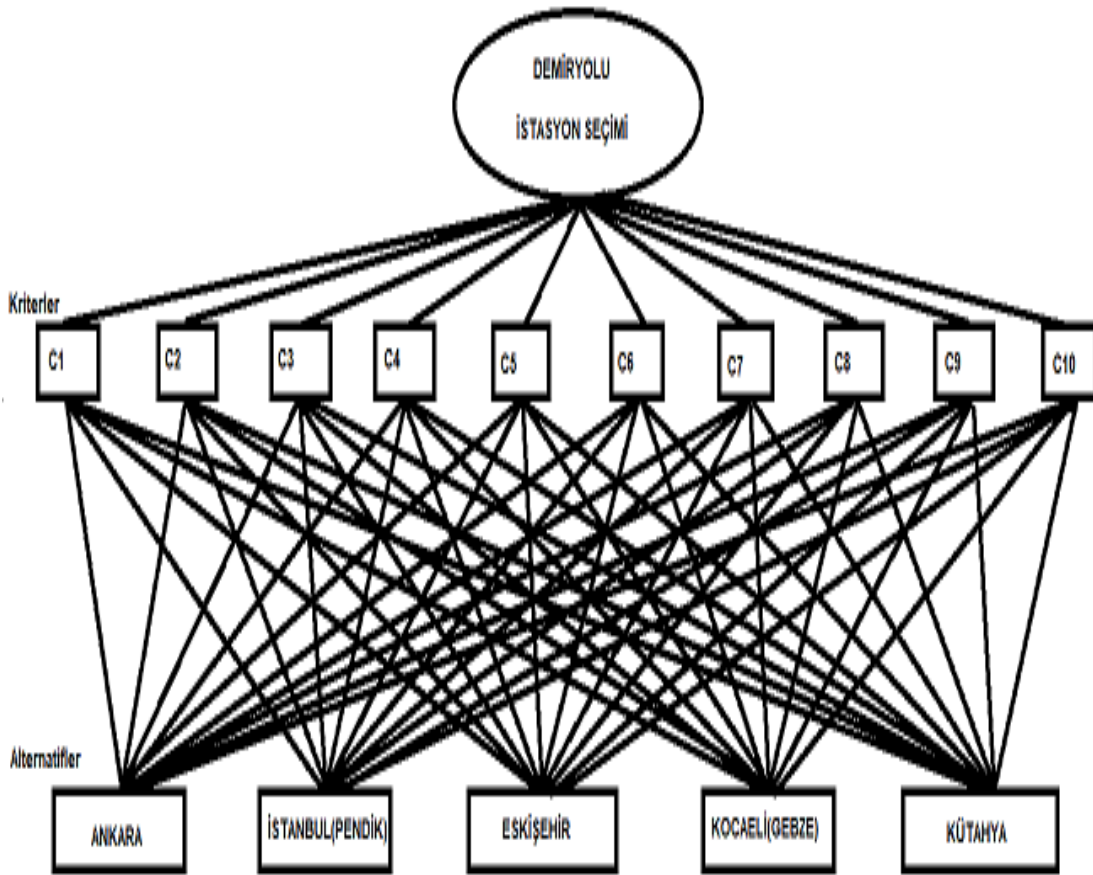 DEMİRYOLU
İSTASYON SEÇİMİ
Kriterler
C1
C2
C3
C4
C5
C6
C7
C8
C9
C10
Alternatifler
ANKARA
İSTANBUL(PENDİK)
ESKİŞEHİR
KOCAELİ(GEBZE)
KÜTAHYA